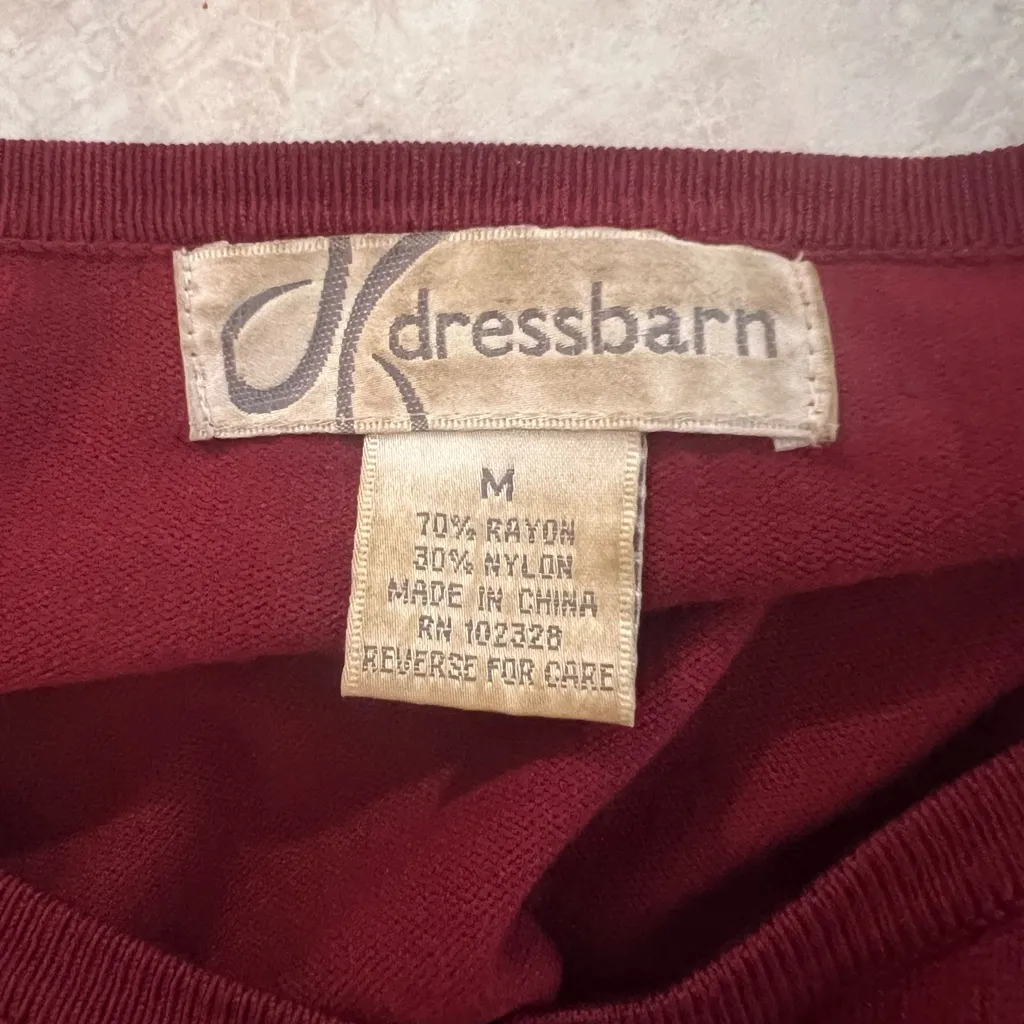 dressbarn
M
70% RAYON
30% NYLON
MADE IN CHINA
RN 102328
REVERSE FOR CARE